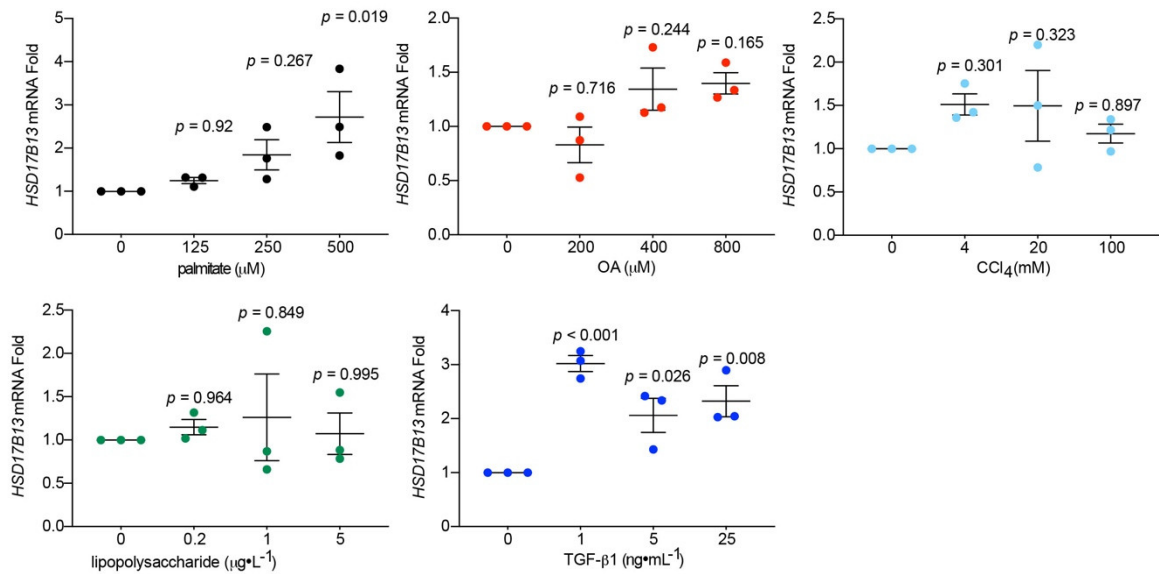 HSD17B13 mRNA Fold
5
4
3
2
1
0
p = 0.92
p = 0.267
p = 0.019
0 125 250 500
palmitate (μM)
HSD17B13 mRNA Fold
2.0
1.5
1.0
0.5
0.0
p = 0.716
p = 0.244
p = 0.165
0 200 400 800
OA (μM)
HSD17B13 mRNA Fold
2.5
2.0
1.5
1.0
0.5
0.0
p = 0.301
p = 0.323
p = 0.897
0 4 20 100
CCl₄(mM)
HSD17B13 mRNA Fold
2.5
2.0
1.5
1.0
0.5
0.0
p = 0.964
p = 0.849
p = 0.995
0 0.2 1 5
lipopolysaccharide (μg•L⁻¹)
HSD17B13 mRNA Fold
4
3
2
1
0
p < 0.001
p = 0.026
p = 0.008
0 1 5 25
TGF-β1 (ng•mL⁻¹)